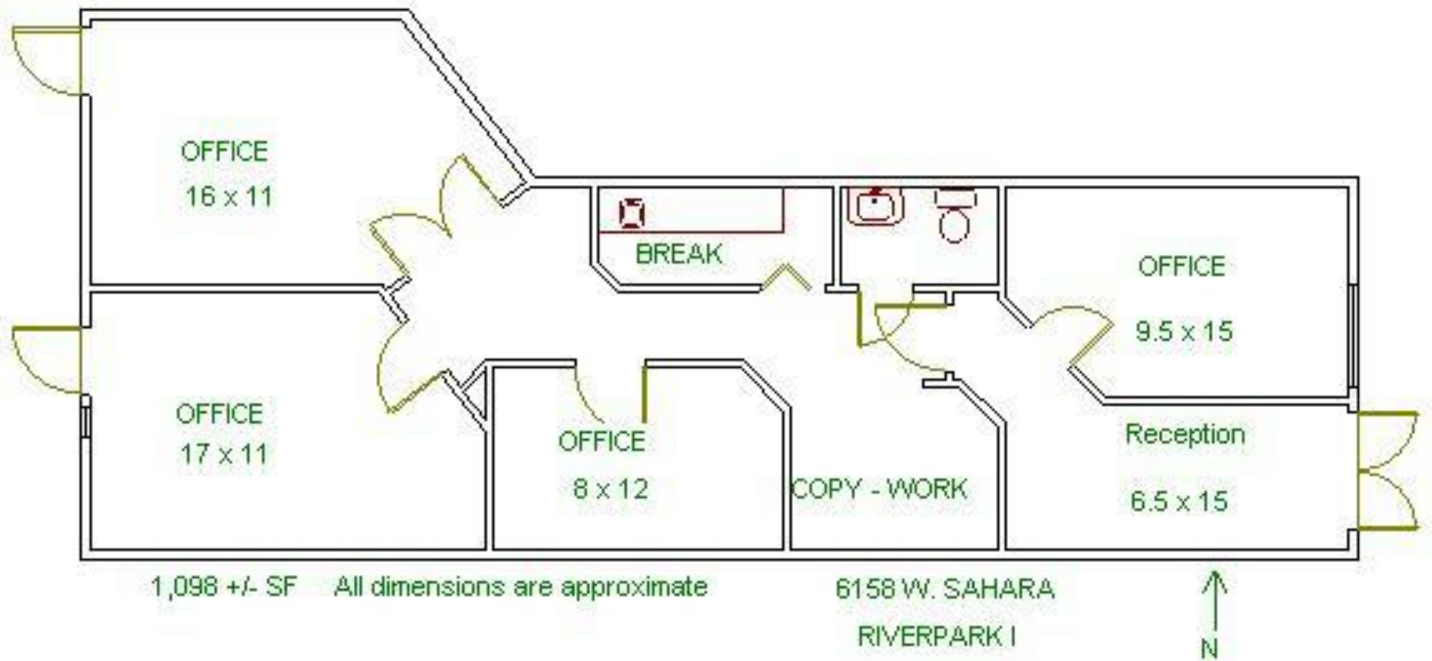 OFFICE
16 x 11
BREAK
OFFICE
9.5 x 15
OFFICE
17 x 11
OFFICE
8 x 12
COPY - WORK
Reception
6.5 x 15
1,098 +/- SF All dimensions are approximate
6158 W. SAHARA
RIVERPARK I
N